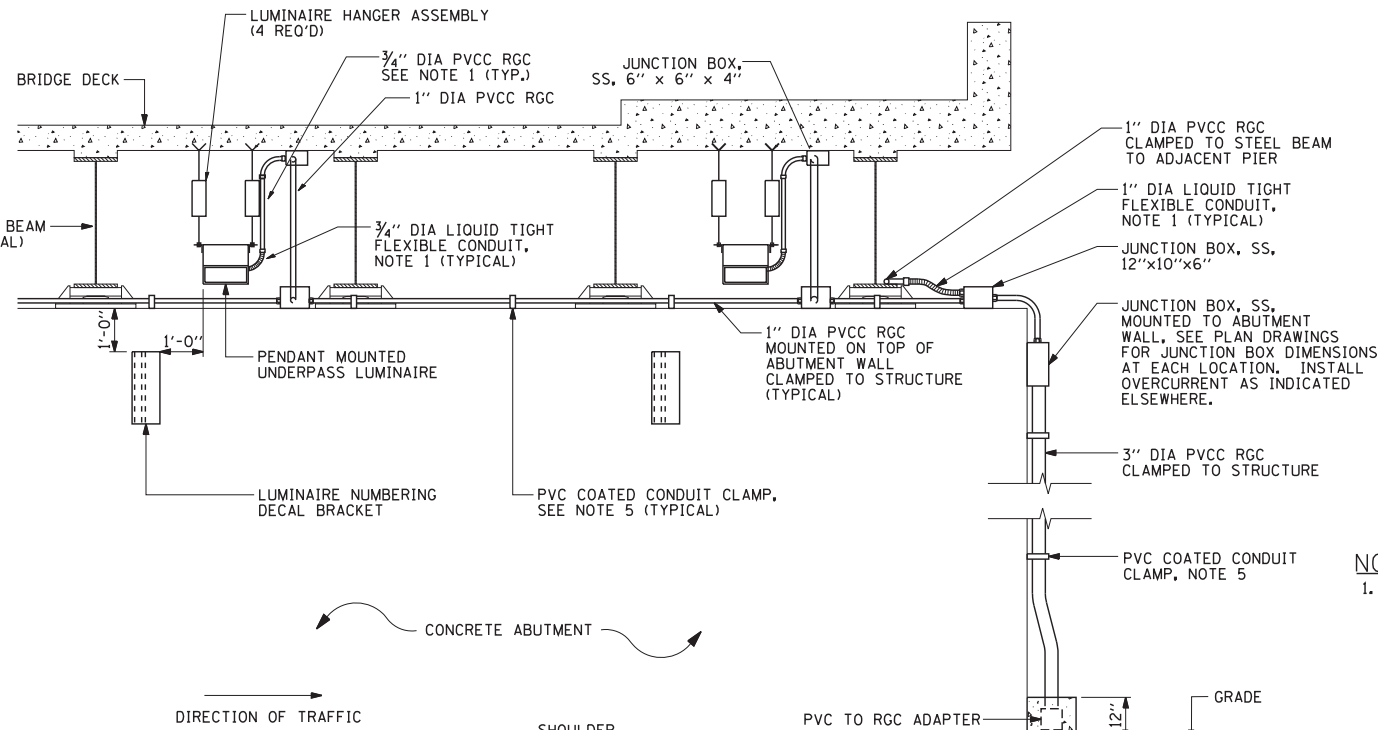 LUMINAIRE HANGER ASSEMBLY
(4 REQ'D)
3/4" DIA PVCC RGC
SEE NOTE 1 (TYP.)
BRIDGE DECK
1" DIA PVCC RGC
JUNCTION BOX,
SS, 6" x 6" x 4"
1" DIA PVCC RGC
CLAMPED TO STEEL BEAM
TO ADJACENT PIER
1" DIA LIQUID TIGHT
FLEXIBLE CONDUIT,
NOTE 1 (TYPICAL)
BEAM
AL)
3/4" DIA LIQUID TIGHT
FLEXIBLE CONDUIT,
NOTE 1 (TYPICAL)
JUNCTION BOX, SS,
12"x10"x6"
JUNCTION BOX, SS,
MOUNTED TO ABUTMENT
WALL, SEE PLAN DRAWINGS
FOR JUNCTION BOX DIMENSIONS
AT EACH LOCATION. INSTALL
OVERCURRENT AS INDICATED
ELSEWHERE.
1'-0"
1'-0"
PENDANT MOUNTED
UNDERPASS LUMINAIRE
1" DIA PVCC RGC
MOUNTED ON TOP OF
ABUTMENT WALL
CLAMPED TO STRUCTURE
(TYPICAL)
3" DIA PVCC RGC
CLAMPED TO STRUCTURE
LUMINAIRE NUMBERING
DECAL BRACKET
PVC COATED CONDUIT CLAMP,
SEE NOTE 5 (TYPICAL)
PVC COATED CONDUIT
CLAMP, NOTE 5
NO
1.
CONCRETE ABUTMENT
DIRECTION OF TRAFFIC
SHOULDER
PVC TO RGC ADAPTER
12"
GRADE